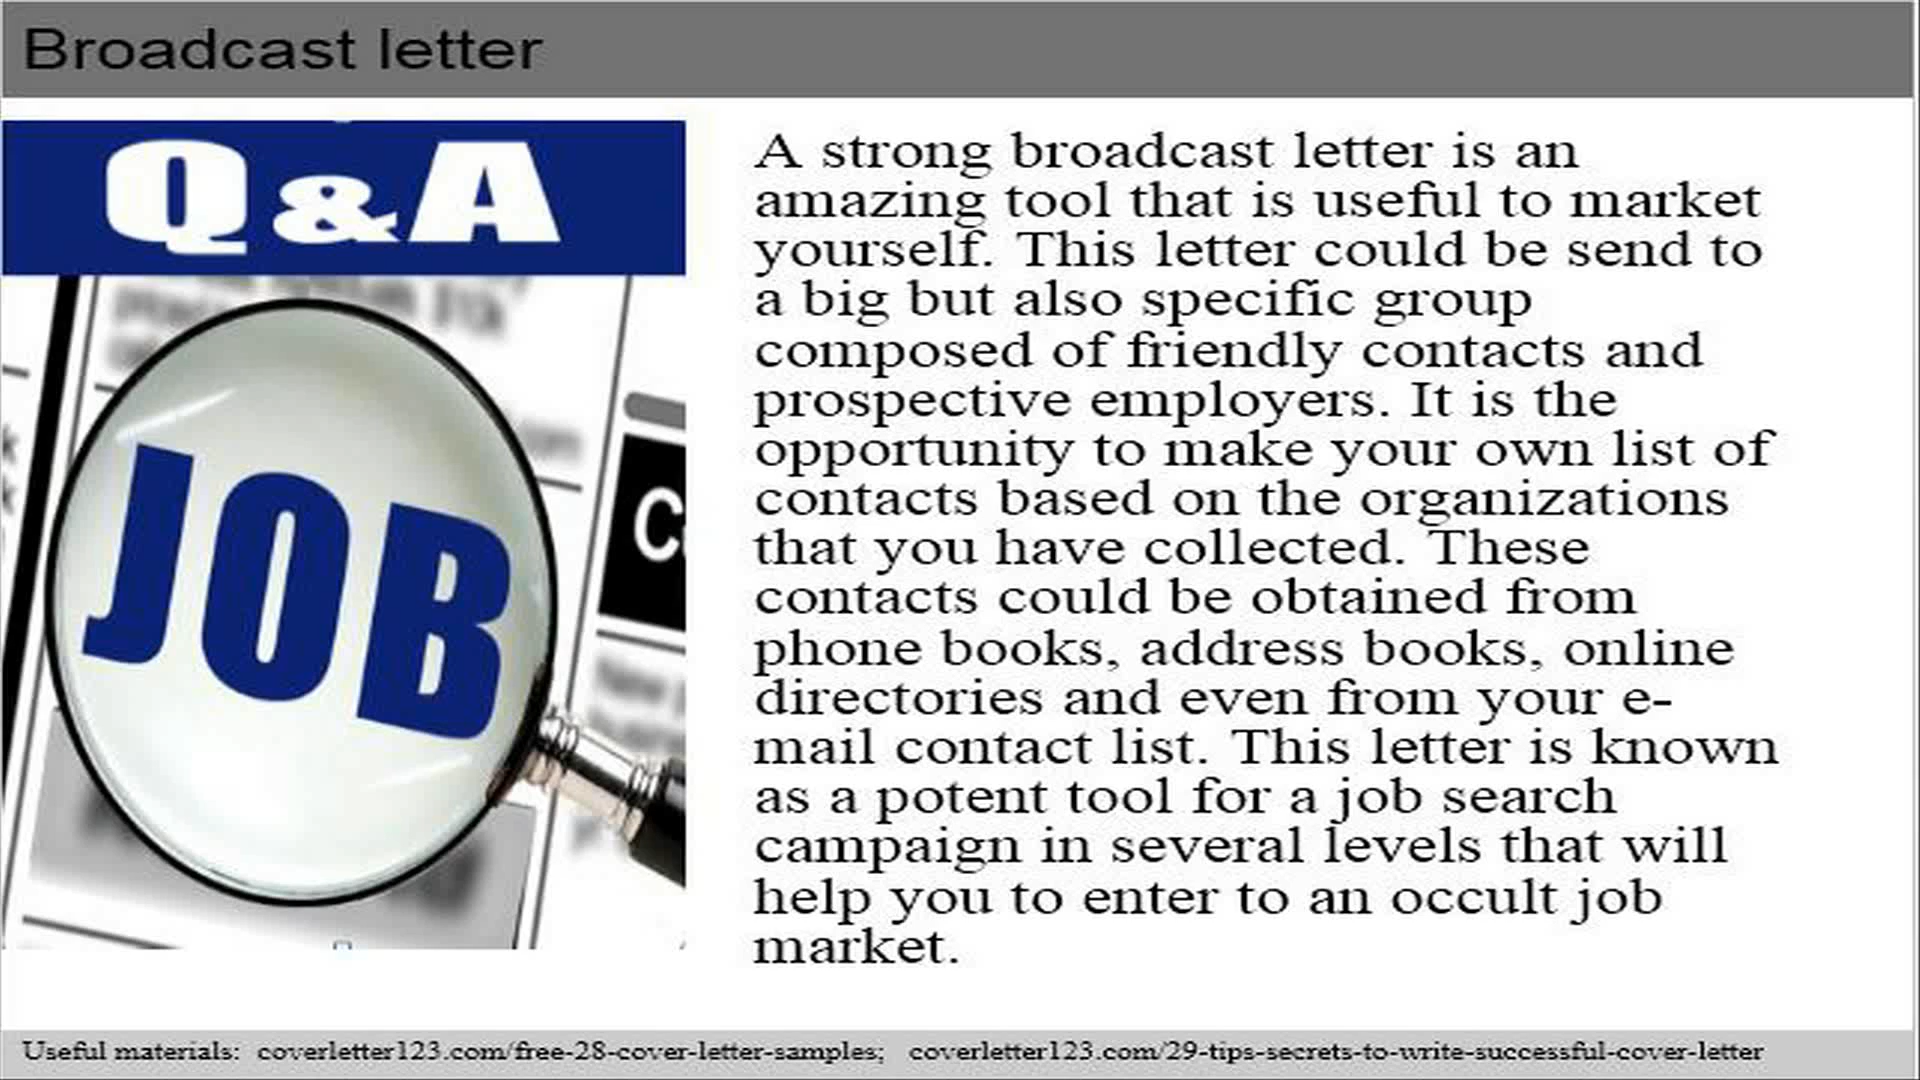 Broadcast letter
Q & A
JOB
C
A strong broadcast letter is an
amazing tool that is useful to market
yourself. This letter could be send to
a big but also specific group
composed of friendly contacts and
prospective employers. It is the
opportunity to make your own list of
contacts based on the organizations
that you have collected. These
contacts could be obtained from
phone books, address books, online
directories and even from your e-
mail contact list. This letter is known
as a potent tool for a job search
campaign in several levels that will
help you to enter to an occult job
market.
Useful materials: coverletter123.com/free-28-cover-letter-samples; coverletter123.com/29-tips-secrets-to-write-successful-cover-letter